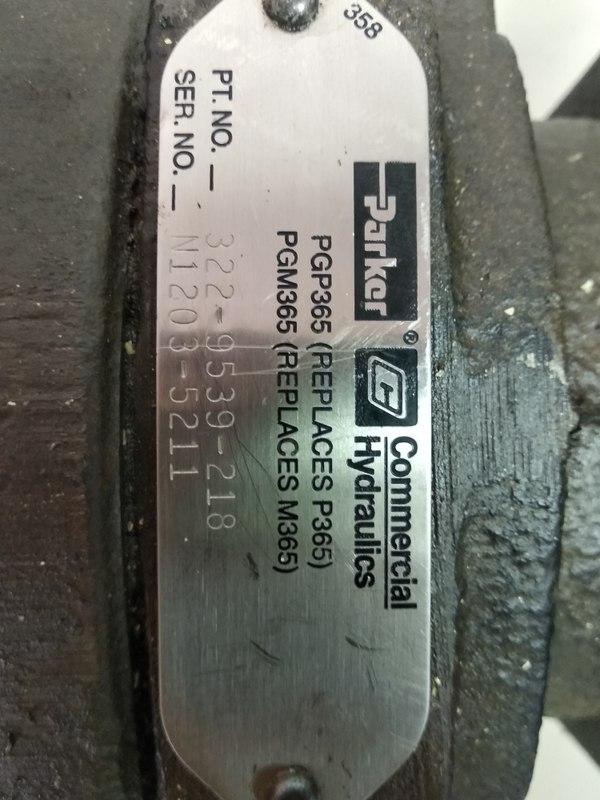 358
Parker® C Commercial
Hydraulics
PGP365 (REPLACES P365)
PGM365 (REPLACES M365)
PT. NO. 322-9539-218
SER. NO. N1203-5211